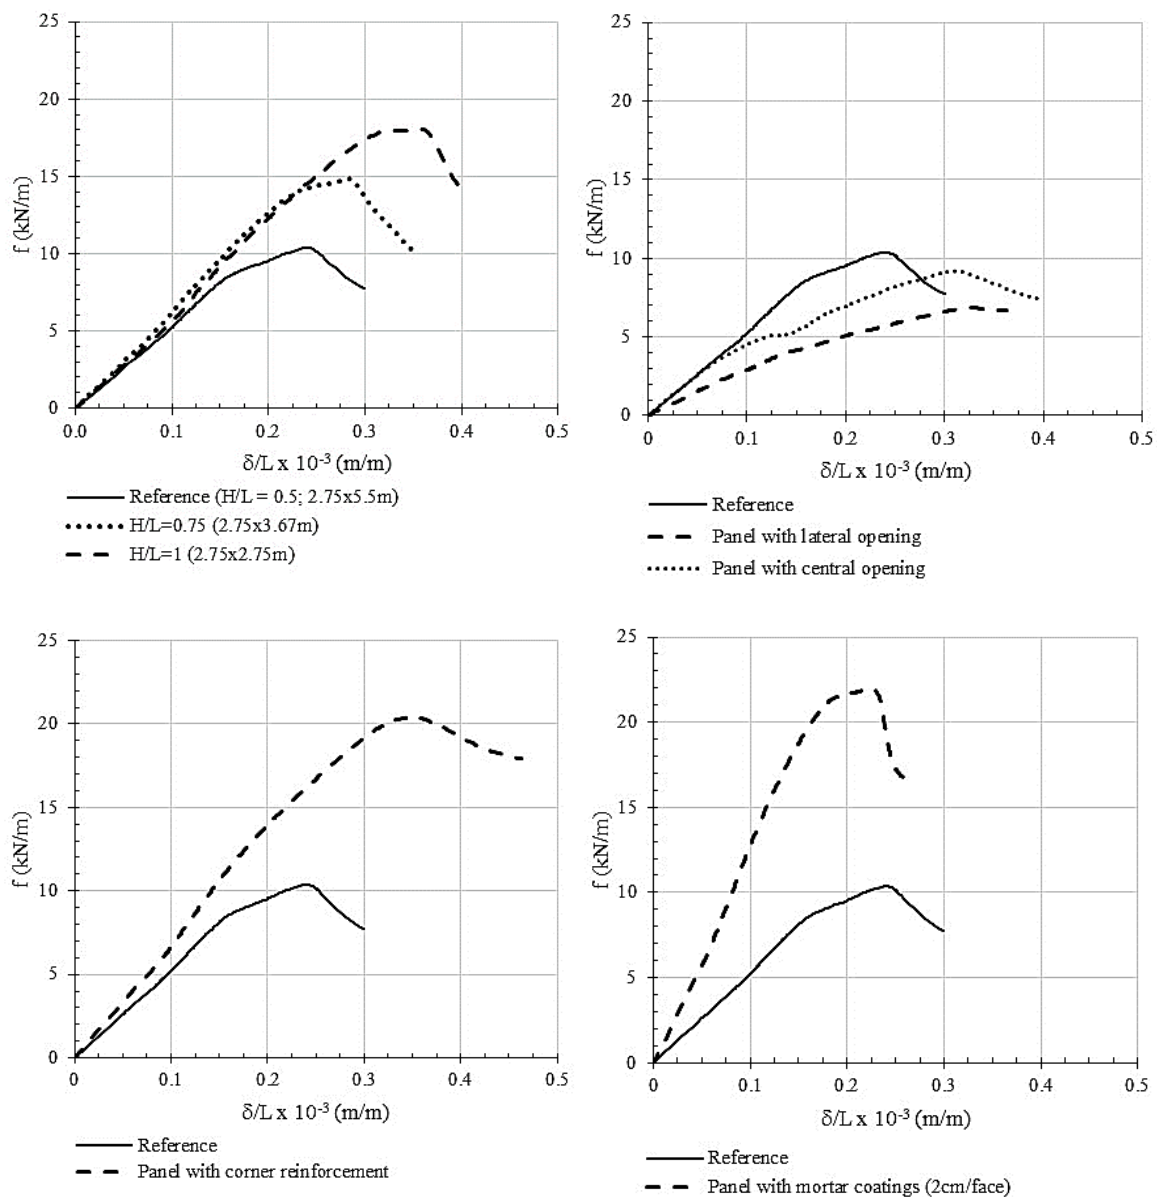 25
20
15
10
5
0
f (kN/m)
0.0 0.1 0.2 0.3 0.4 0.5
δ/L x 10-3 (m/m)
Reference (H/L = 0.5; 2.75x5.5m)
H/L=0.75 (2.75x3.67m)
H/L=1 (2.75x2.75m)
25
20
15
10
5
0
f (kN/m)
0 0.1 0.2 0.3 0.4 0.5
δ/L x 10-3 (m/m)
Reference
Panel with lateral opening
Panel with central opening
25
20
15
10
5
0
f (kN/m)
0 0.1 0.2 0.3 0.4 0.5
δ/L x 10-3 (m/m)
Reference
Panel with corner reinforcement
25
20
15
10
5
0
f (kN/m)
0 0.1 0.2 0.3 0.4 0.5
δ/L x 10-3 (m/m)
Reference
Panel with mortar coatings (2cm/face)